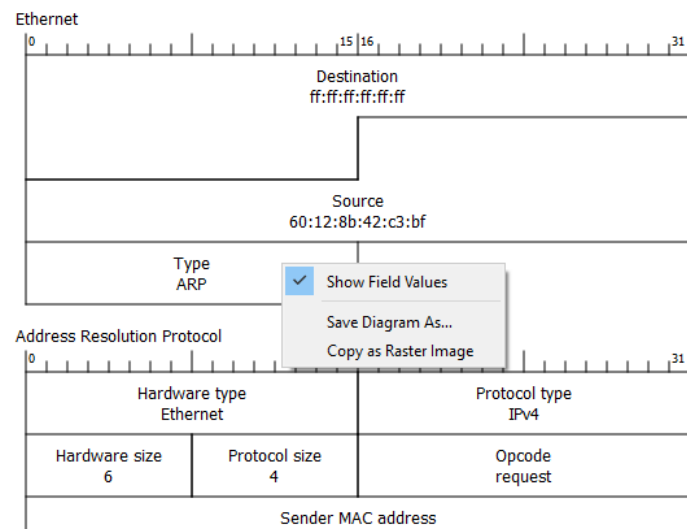 Ethernet
0 15 16 31
Destination
ff:ff:ff:ff:ff:ff
Source
60:12:8b:42:c3:bf
Type
ARP
Show Field Values
Save Diagram As...
Copy as Raster Image
Address Resolution Protocol
0 31
Hardware type Protocol type
Ethernet IPv4
Hardware size Protocol size Opcode
6 4 request
Sender MAC address